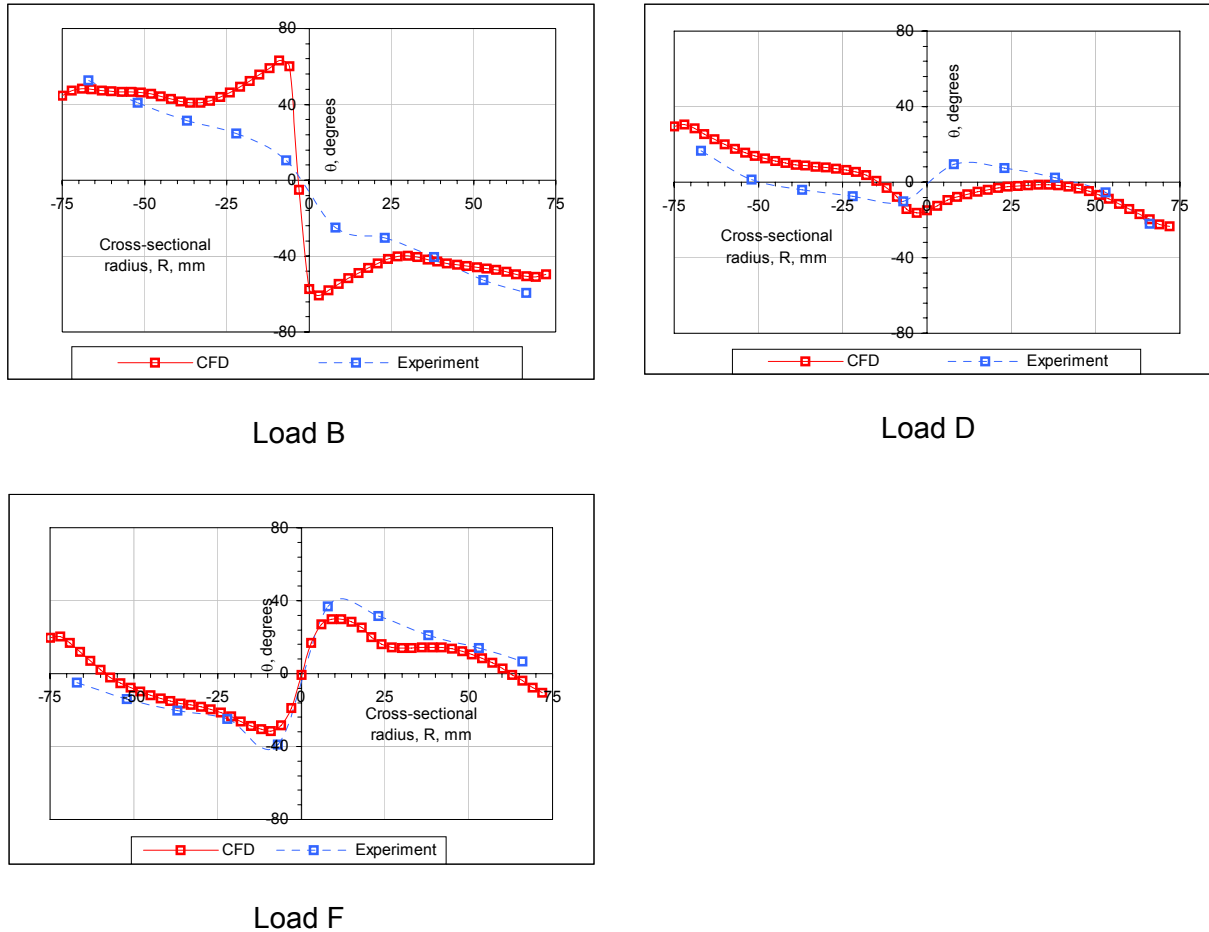 80
40
0
-75 -50 -25 0 25 50 75
θ, degrees
Cross-sectional
radius, R, mm
-40
-80
CFD Experiment
Load B
80
40
0
-75 -50 -25 0 25 50 75
θ, degrees
Cross-sectional
radius, R, mm
-40
-80
CFD Experiment
Load D
80
40
θ, degrees
0
-75 -50 -25 0 25 50 75
Cross-sectional
radius, R, mm
-40
-80
CFD Experiment
Load F